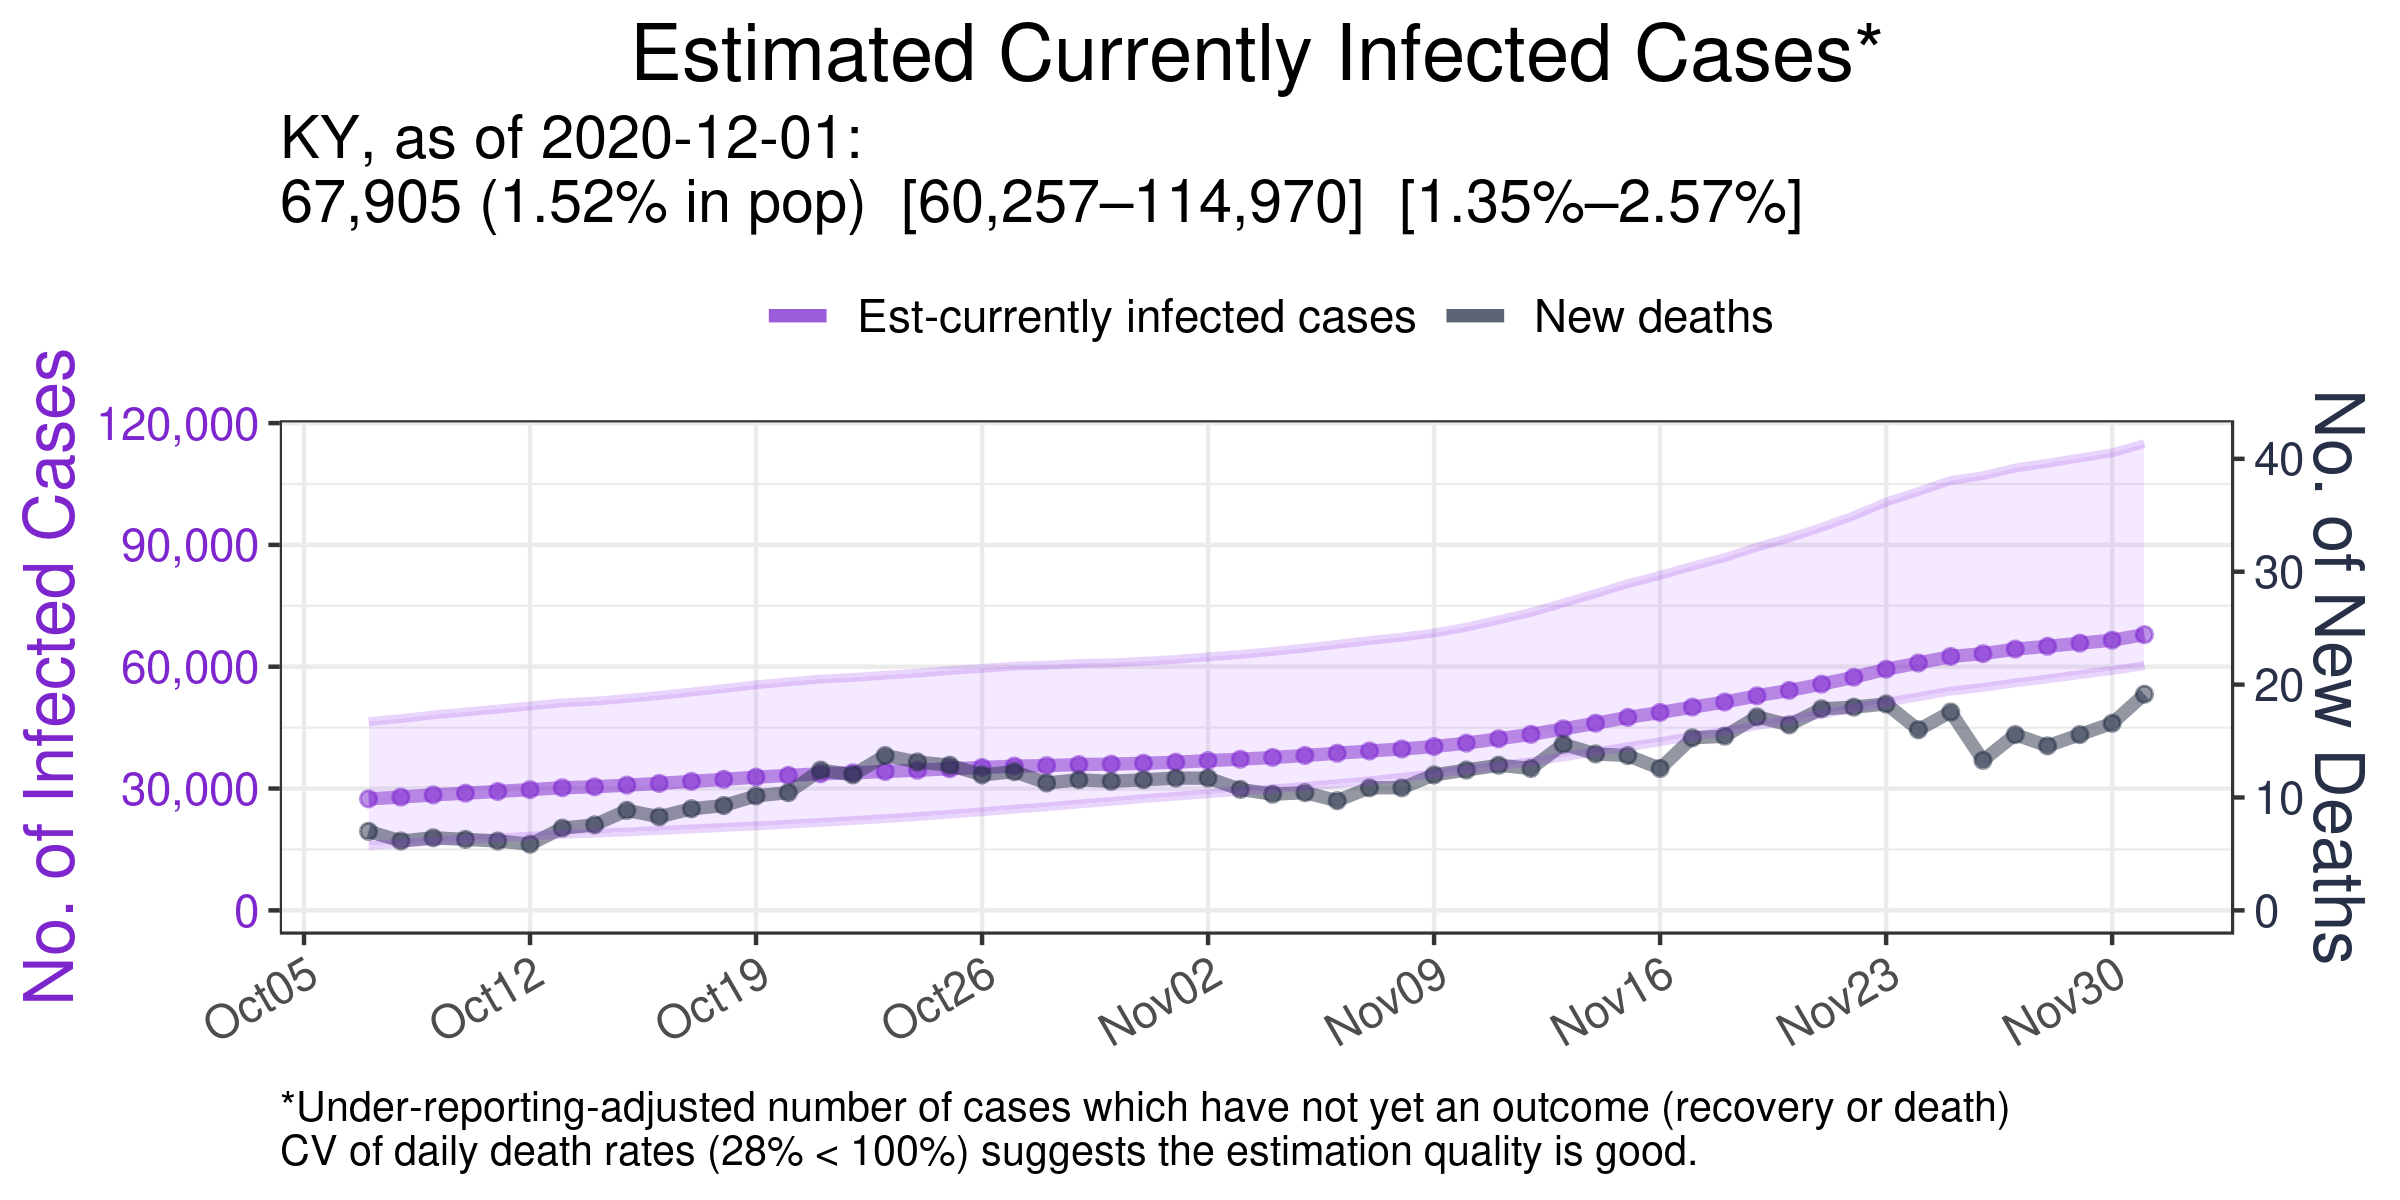 Estimated Currently Infected Cases*
KY, as of 2020-12-01:
67,905 (1.52% in pop)  [60,257–114,970]  [1.35%–2.57%]
Est-currently infected cases
New deaths
No. of Infected Cases
120,000
90,000
60,000
30,000
0
No. of New Deaths
40
30
20
10
0
Oct05
Oct12
Oct19
Oct26
Nov02
Nov09
Nov16
Nov23
Nov30
*Under-reporting-adjusted number of cases which have not yet an outcome (recovery or death)
CV of daily death rates (28% < 100%) suggests the estimation quality is good.